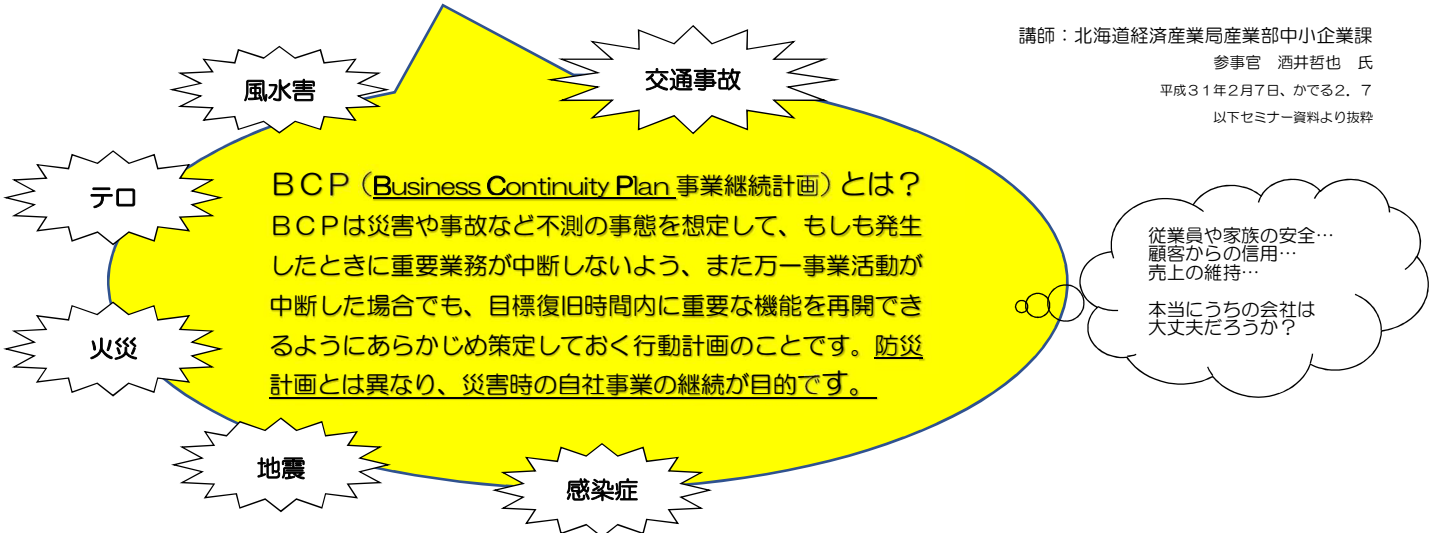 講師：北海道経済産業局産業部中小企業課
参事官　酒井哲也　氏
平成３１年２月７日、かでる２．７
以下セミナー資料より抜粋
風水害
交通事故
テロ
ＢＣＰ（Business Continuity Plan 事業継続計画）とは？
ＢＣＰは災害や事故など不測の事態を想定して、もしも発生
したときに重要業務が中断しないよう、また万一事業活動が
中断した場合でも、目標復旧時間内に重要な機能を再開でき
るようにあらかじめ策定しておく行動計画のことです。防災
計画とは異なり、災害時の自社事業の継続が目的です。
従業員や家族の安全…
顧客からの信用…
売上の維持…
本当にうちの会社は
大丈夫だろうか？
火災
地震
感染症